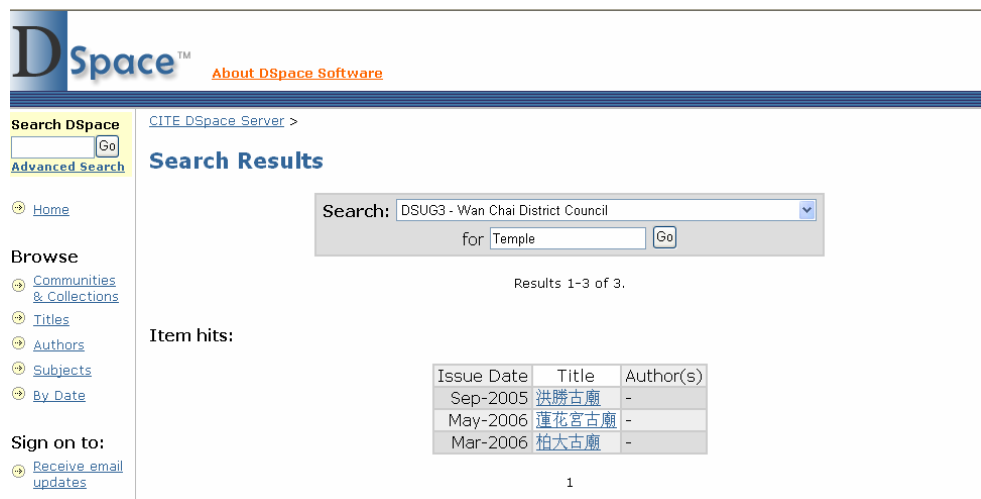 DSpace™
About DSpace Software
Search DSpace
Go
Advanced Search
Home
Browse
Communities
& Collections
Titles
Authors
Subjects
By Date
Sign on to:
Receive email
updates
CITE DSpace Server >
Search Results
Search: DSUG3 - Wan Chai District Council
for Temple Go
Results 1-3 of 3.
Item hits:
Issue Date Title Author(s)
Sep-2005 洪勝古廟 -
May-2006 蓮花宮古廟 -
Mar-2006 柏大古廟 -
1